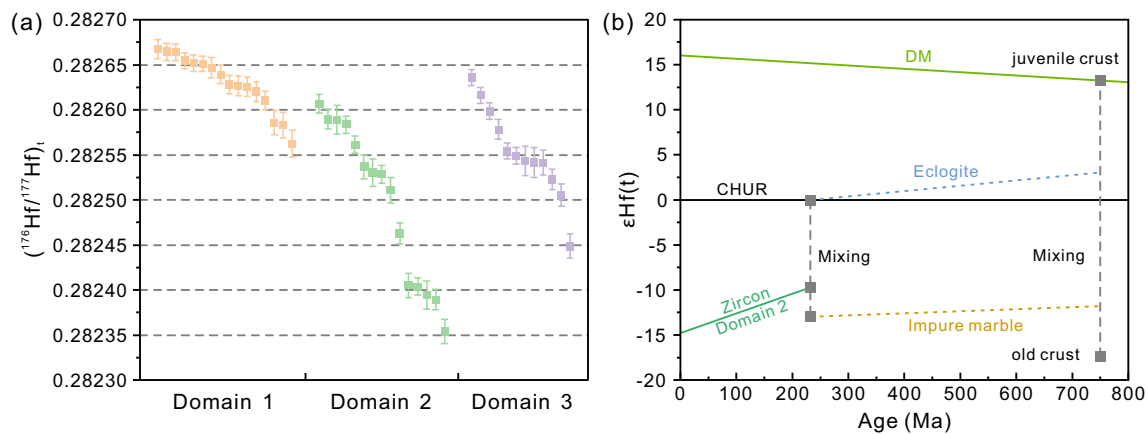 (a)
(¹⁷⁶Hf/¹⁷⁷Hf)ₜ
0.28270
0.28265
0.28260
0.28255
0.28250
0.28245
0.28240
0.28235
0.28230
Domain 1 Domain 2 Domain 3
(b)
εHf(t)
20
15
10
5
0
-5
-10
-15
-20
DM
juvenile crust
Eclogite
CHUR
Mixing
Mixing
Zircon
Domain 2
Impure marble
old crust
0 100 200 300 400 500 600 700 800
Age (Ma)